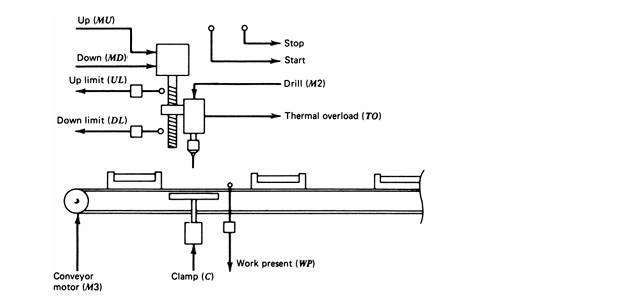 Up (MU)
Stop
Down (MD)
Start
Up limit (UL)
Drill (M2)
Down limit (DL)
Thermal overload (TO)
Work present (WP)
Conveyor
motor (M3)
Clamp (C)